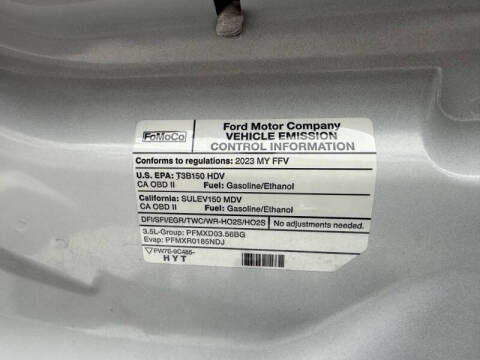 FoMoCo
Ford Motor Company
VEHICLE EMISSION
CONTROL INFORMATION
Conforms to regulations: 2023 MY FFV
U.S. EPA: T3B150 HDV
CA OBD II Fuel: Gasoline/Ethanol
California: SULEV150 MDV
CA OBD II Fuel: Gasoline/Ethanol
DFI/SFI/EGR/TWC/WR-HO2S/HO2S No adjustments needed.
3.5L-Group: PFMXD03.56BG
Evap: PFMXR0185NDJ
PW7E-9C485-
HYT